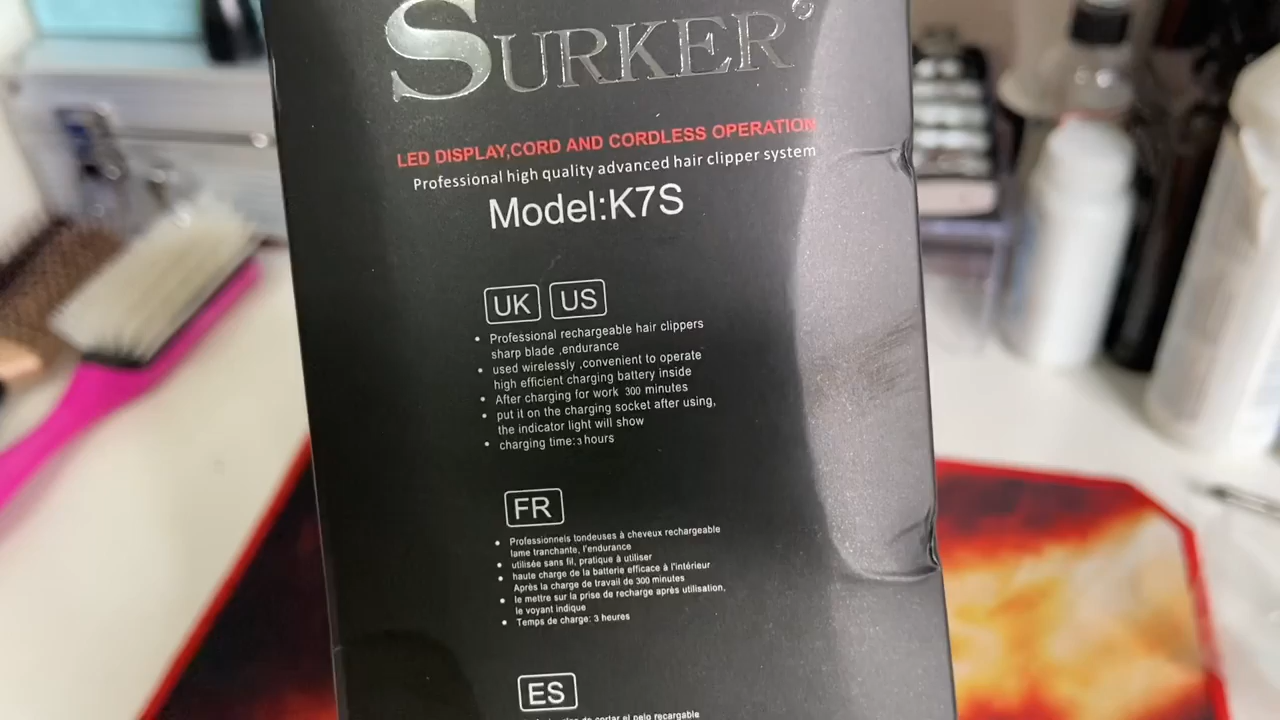 SURKER®
LED DISPLAY,CORD AND CORDLESS OPERATION
Professional high quality advanced hair clipper system
Model:K7S
UK US
• Professional rechargeable hair clippers
sharp blade ,endurance
• used wirelessly ,convenient to operate
high efficient charging battery inside
• After charging for work 300 minutes
• put it on the charging socket after using,
the indicator light will show
• charging time:3 hours
FR
• Professionnels tondeuses à cheveux rechargeable
lame tranchante, l'endurance
• utilisée sans fil, pratique à utiliser
• haute charge de la batterie efficace à l'intérieur
Après la charge de travail de 300 minutes
• le mettre sur la prise de recharge après utilisation,
le voyant indique
• Temps de charge: 3 heures
ES
de cortar el pelo recargable